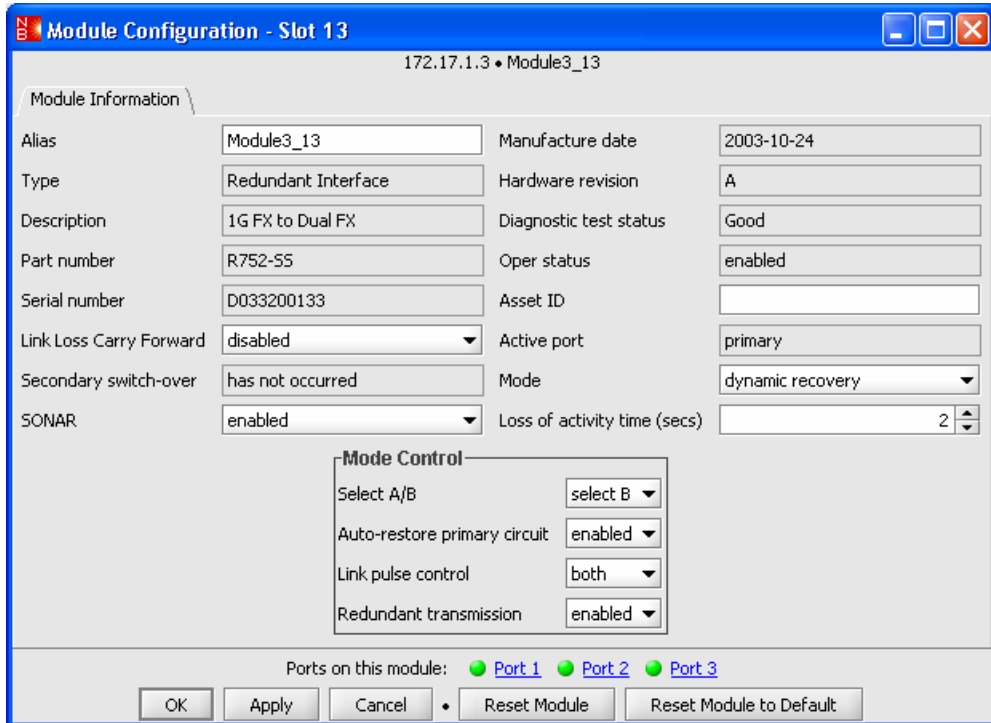 NB Module Configuration - Slot 13
172.17.1.3 • Module3_13
Module Information
Alias Module3_13 Manufacture date 2003-10-24
Type Redundant Interface Hardware revision A
Description 1G FX to Dual FX Diagnostic test status Good
Part number R752-SS Oper status enabled
Serial number D033200133 Asset ID
Link Loss Carry Forward disabled Active port primary
Secondary switch-over has not occurred Mode dynamic recovery
SONAR enabled Loss of activity time (secs) 2
Mode Control
Select A/B select B
Auto-restore primary circuit enabled
Link pulse control both
Redundant transmission enabled
Ports on this module: Port 1 Port 2 Port 3
OK Apply Cancel • Reset Module Reset Module to Default